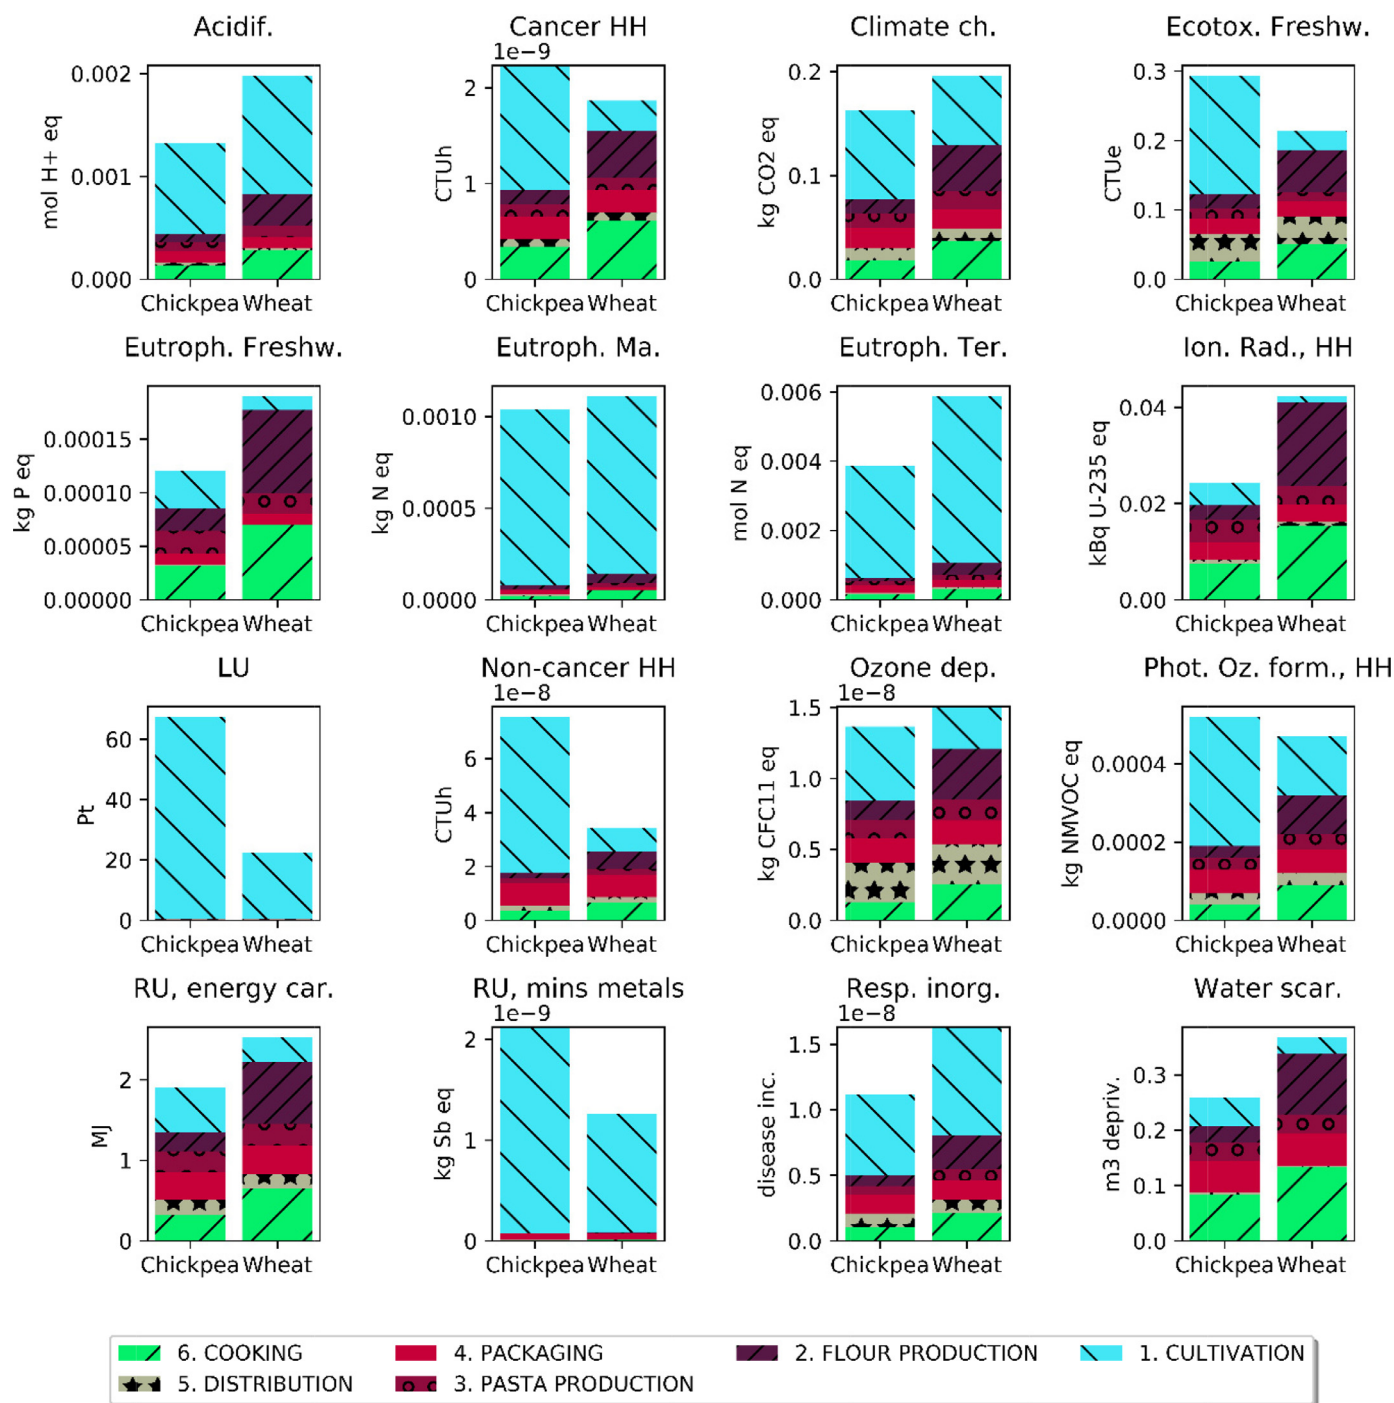 Acidif.
Cancer HH
Climate ch.
Ecotox. Freshw.
1e−9
mol H+ eq
0.002
0.001
0.000
CTUh
2
1
0
kg CO2 eq
0.2
0.1
0.0
CTUe
0.3
0.2
0.1
0.0
Chickpea Wheat
Chickpea Wheat
Chickpea Wheat
Chickpea Wheat
Eutroph. Freshw.
Eutroph. Ma.
Eutroph. Ter.
Ion. Rad., HH
kg P eq
0.00015
0.00010
0.00005
0.00000
kg N eq
0.0010
0.0005
0.0000
mol N eq
0.006
0.004
0.002
0.000
kBq U-235 eq
0.04
0.02
0.00
Chickpea Wheat
Chickpea Wheat
Chickpea Wheat
Chickpea Wheat
LU
Non-cancer HH
Ozone dep.
Phot. Oz. form., HH
1e−8
1e−8
Pt
60
40
20
0
CTUh
6
4
2
0
kg CFC11 eq
1.5
1.0
0.5
0.0
kg NMVOC eq
0.0004
0.0002
0.0000
Chickpea Wheat
Chickpea Wheat
Chickpea Wheat
Chickpea Wheat
RU, energy car.
RU, mins metals
Resp. inorg.
Water scar.
1e−9
1e−8
MJ
2
1
0
kg Sb eq
2
1
0
disease inc.
1.5
1.0
0.5
0.0
m3 depriv.
0.3
0.2
0.1
0.0
Chickpea Wheat
Chickpea Wheat
Chickpea Wheat
Chickpea Wheat
6. COOKING
4. PACKAGING
2. FLOUR PRODUCTION
1. CULTIVATION
5. DISTRIBUTION
3. PASTA PRODUCTION